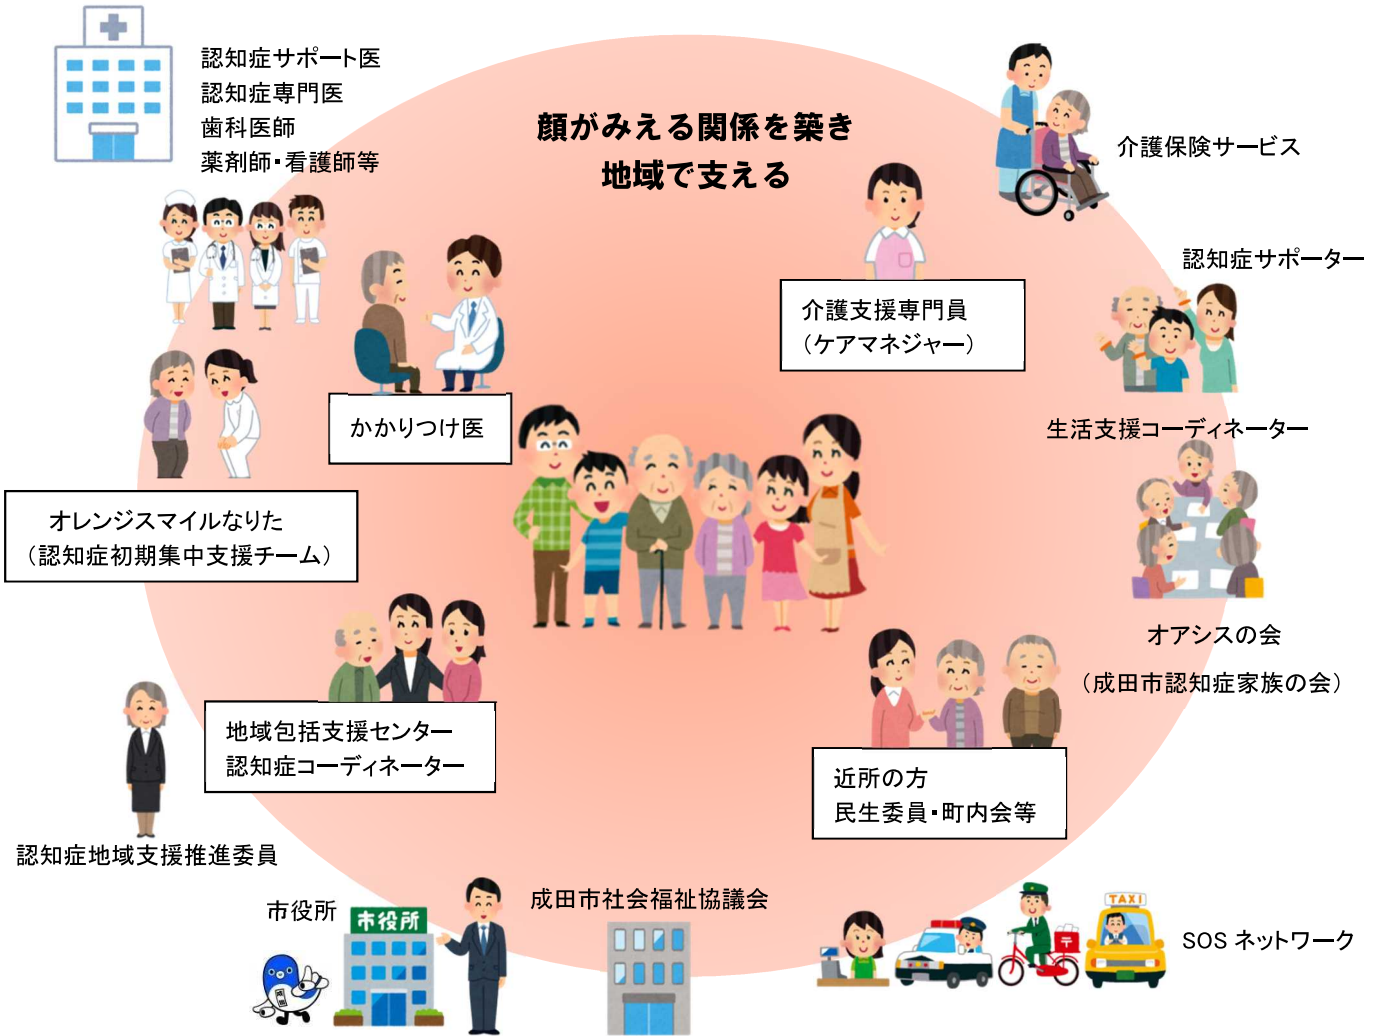 認知症サポート医
認知症専門医
歯科医師
薬剤師・看護師等
顔がみえる関係を築き
地域で支える
介護保険サービス
認知症サポーター
介護支援専門員
（ケアマネジャー）
かかりつけ医
生活支援コーディネーター
オレンジスマイルなりた
（認知症初期集中支援チーム）
オアシスの会
（成田市認知症家族の会）
地域包括支援センター
認知症コーディネーター
近所の方
民生委員・町内会等
認知症地域支援推進委員
市役所
市役所
成田市社会福祉協議会
TAXI
〒
SOS ネットワーク